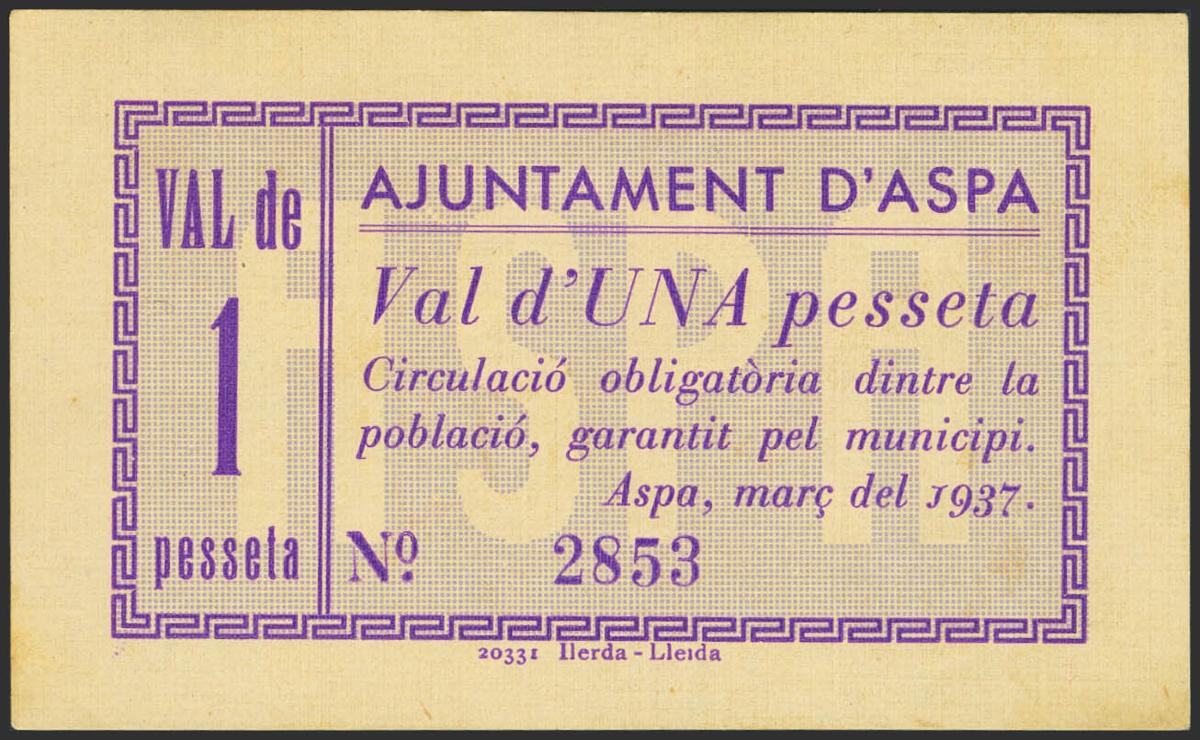 VAL de
1
pesseta
AJUNTAMENT D'ASPA
Val d'UNA pesseta
Circulació obligatòria dintre la
població, garantit pel municipi.
Aspa, març del 1937.
Nº 2853
ASPA
20331 Ilerda - Lleida